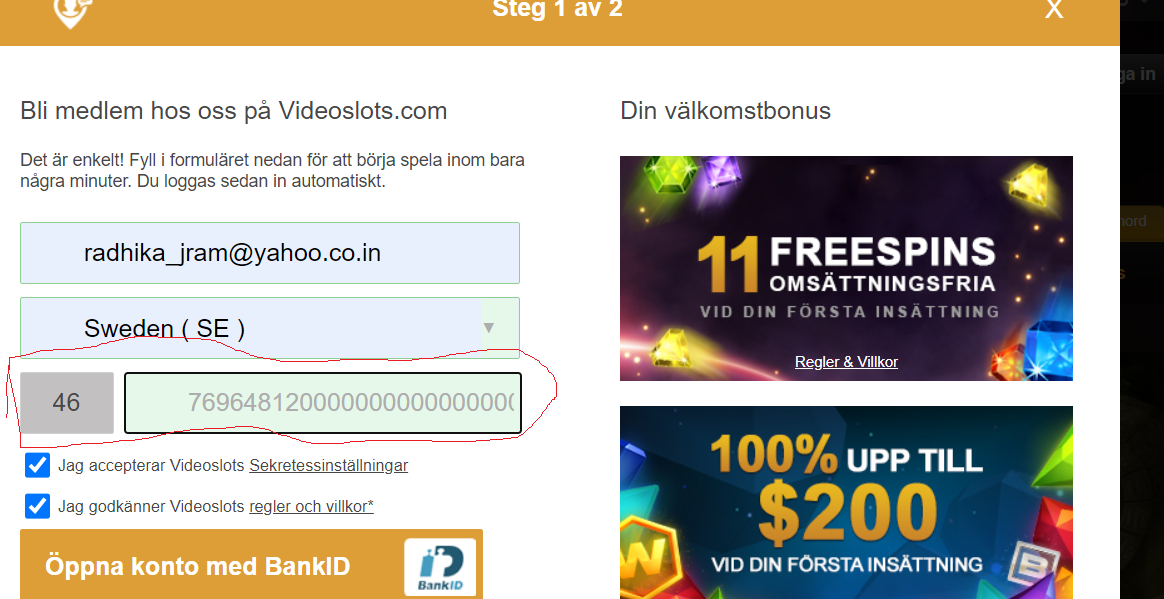 Steg 1 av 2
X
ga in
Bli medlem hos oss på Videoslots.com
Det är enkelt! Fyll i formuläret nedan för att börja spela inom bara
några minuter. Du loggas sedan in automatiskt.
radhika_jram@yahoo.co.in
Sweden ( SE )
46
Jag accepterar Videoslots Sekretessinställningar
Jag godkänner Videoslots regler och villkor*
Öppna konto med BankID
BankID
Din välkomstbonus
11 FREESPINS
OMSÄTTNINGSFRIA
VID DIN FÖRSTA INSÄTTNING
Regler & Villkor
100% UPP TILL
$200
VID DIN FÖRSTA INSÄTTNING
W
B